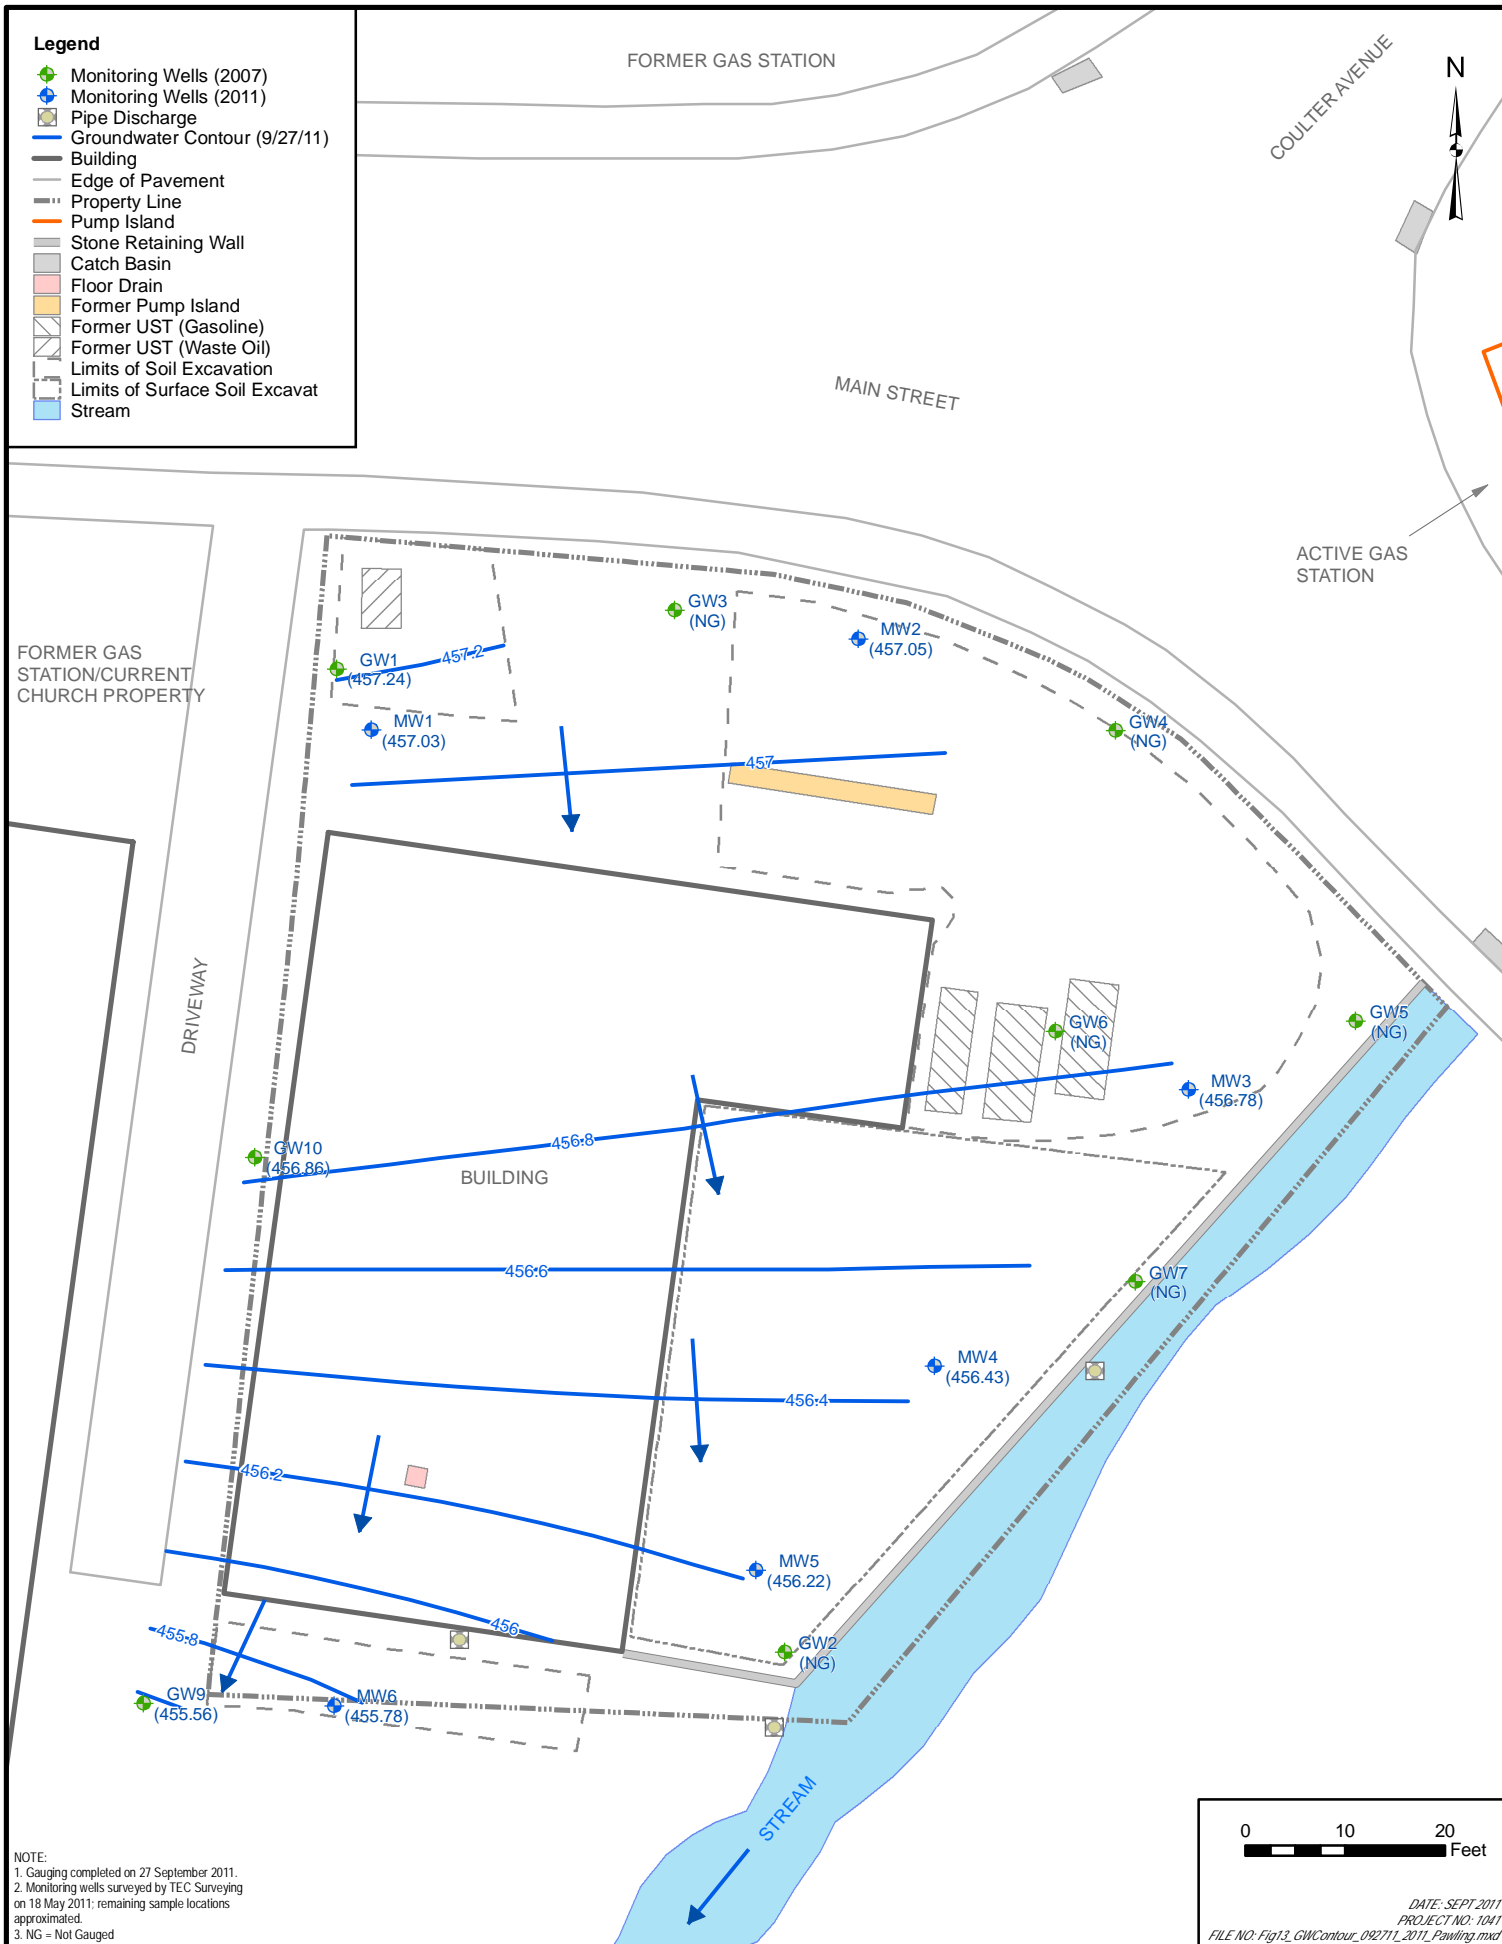 Legend
Monitoring Wells (2007)
Monitoring Wells (2011)
Pipe Discharge
Groundwater Contour (9/27/11)
Building
Edge of Pavement
Property Line
Pump Island
Stone Retaining Wall
Catch Basin
Floor Drain
Former Pump Island
Former UST (Gasoline)
Former UST (Waste Oil)
Limits of Soil Excavation
Limits of Surface Soil Excavat
Stream
FORMER GAS STATION
COULTER AVENUE
N
MAIN STREET
ACTIVE GAS
STATION
FORMER GAS
STATION/CURRENT
CHURCH PROPERTY
GW3
(NG)
MW2
(457.05)
GW1
(457.24)
457.2
MW1
(457.03)
GW4
(NG)
457
DRIVEWAY
GW6
(NG)
GW5
(NG)
MW3
(456.78)
GW10
(456.86)
456.8
BUILDING
456.6
GW7
(NG)
MW4
(456.43)
456.4
456.2
MW5
(456.22)
456
455.8
GW2
(NG)
GW9
(455.56)
MW6
(455.78)
STREAM
NOTE:
1. Gauging completed on 27 September 2011.
2. Monitoring wells surveyed by TEC Surveying
on 18 May 2011; remaining sample locations
approximated.
3. NG = Not Gauged
0 10 20
Feet
DATE: SEPT 2011
PROJECT NO: 1041
FILE NO: Fig13_GWContour_092711_2011_Pawling.mxd